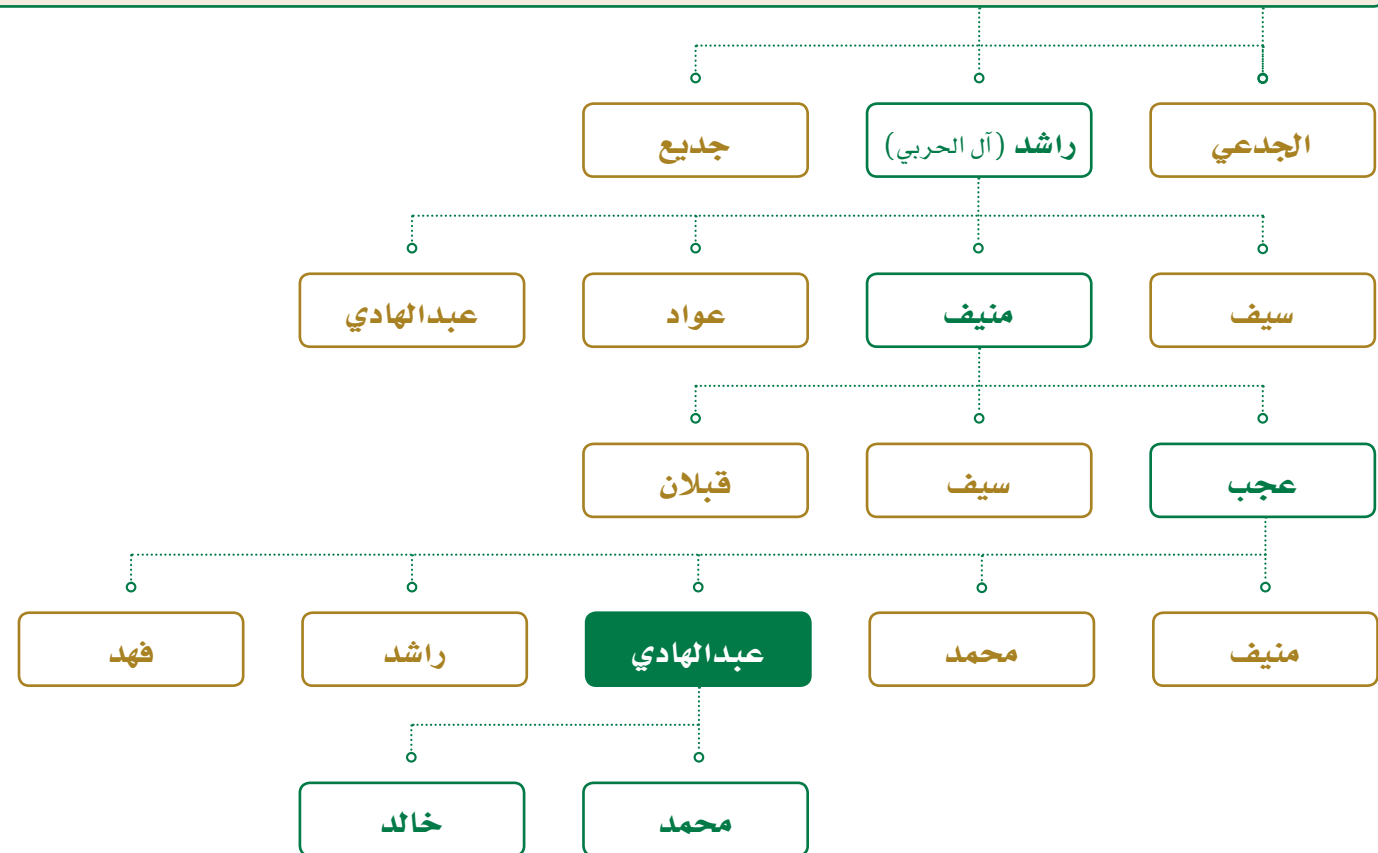 الجدعي
راشد (آل الحربي)
جديع
سيف
منيف
عواد
عبدالهادي
عجب
سيف
قبلان
منيف
محمد
عبدالهادي
راشد
فهد
محمد
خالد